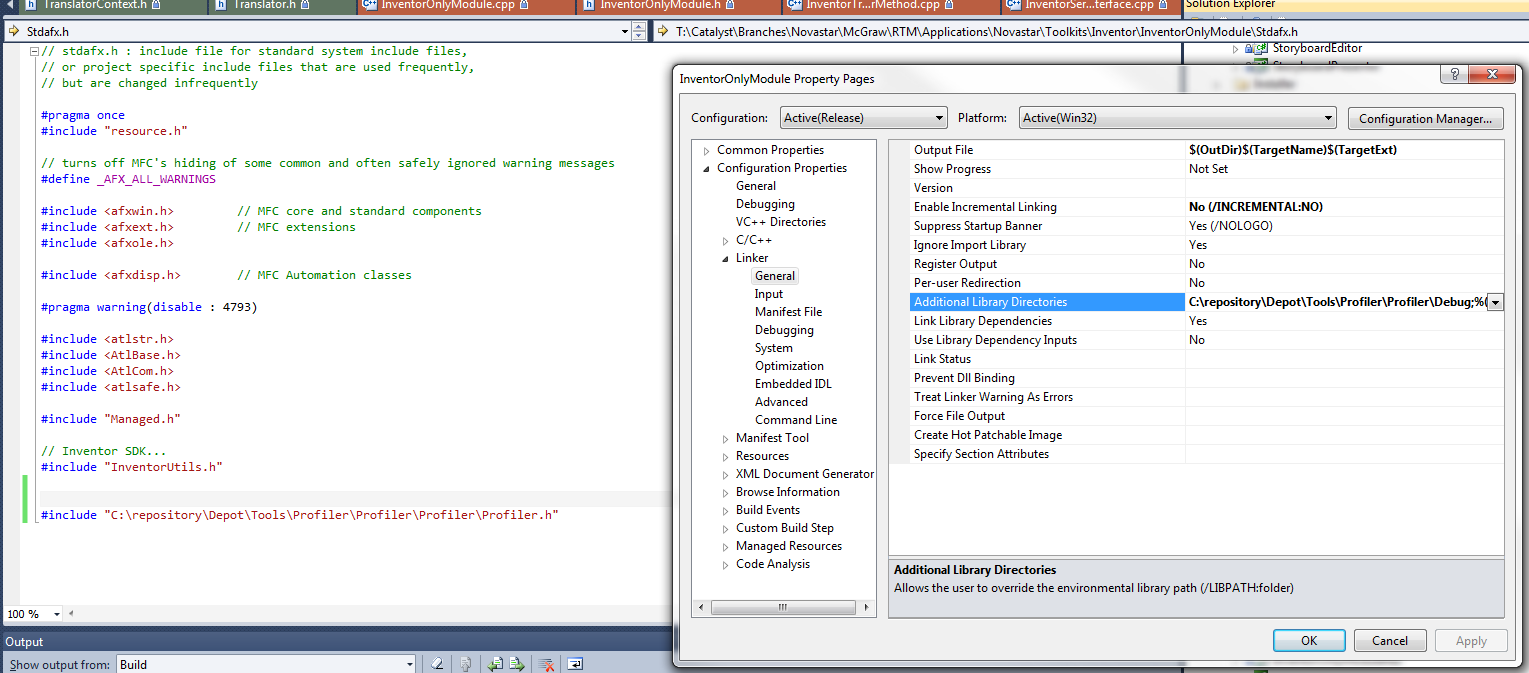 TranslatorContext.h
Translator.h
InventorOnlyModule.cpp
InventorOnlyModule.h
InventorTr...rMethod.cpp
InventorSer...terface.cpp
Solution Explorer
Stdafx.h
T:\Catalyst\Branches\Novastar\McGraw\RTM\Applications\Novastar\Toolkits\Inventor\InventorOnlyModule\Stdafx.h
StoryboardEditor
// stdafx.h : include file for standard system include files,
// or project specific include files that are used frequently,
// but are changed infrequently
#pragma once
#include "resource.h"
// turns off MFC's hiding of some common and often safely ignored warning messages
#define _AFX_ALL_WARNINGS
#include <afxwin.h> // MFC core and standard components
#include <afxext.h> // MFC extensions
#include <afxole.h>
#include <afxdisp.h> // MFC Automation classes
#pragma warning(disable : 4793)
#include <atlstr.h>
#include <AtlBase.h>
#include <AtlCom.h>
#include <atlsafe.h>
#include "Managed.h"
// Inventor SDK...
#include "InventorUtils.h"
#include "C:\repository\Depot\Tools\Profiler\Profiler\Profiler\Profiler.h"
100 %
Output
Show output from: Build
InventorOnlyModule Property Pages
?
Configuration: Active(Release) Platform: Active(Win32) Configuration Manager...
Common Properties
Configuration Properties
General
Debugging
VC++ Directories
C/C++
Linker
General
Input
Manifest File
Debugging
System
Optimization
Embedded IDL
Advanced
Command Line
Manifest Tool
Resources
XML Document Generator
Browse Information
Build Events
Custom Build Step
Managed Resources
Code Analysis
Output File $(OutDir)$(TargetName)$(TargetExt)
Show Progress Not Set
Version
Enable Incremental Linking No (/INCREMENTAL:NO)
Suppress Startup Banner Yes (/NOLOGO)
Ignore Import Library Yes
Register Output No
Per-user Redirection No
Additional Library Directories C:\repository\Depot\Tools\Profiler\Profiler\Debug;%(
Link Library Dependencies Yes
Use Library Dependency Inputs No
Link Status
Prevent Dll Binding
Treat Linker Warning As Errors
Force File Output
Create Hot Patchable Image
Specify Section Attributes
Additional Library Directories
Allows the user to override the environmental library path (/LIBPATH:folder)
OK Cancel Apply